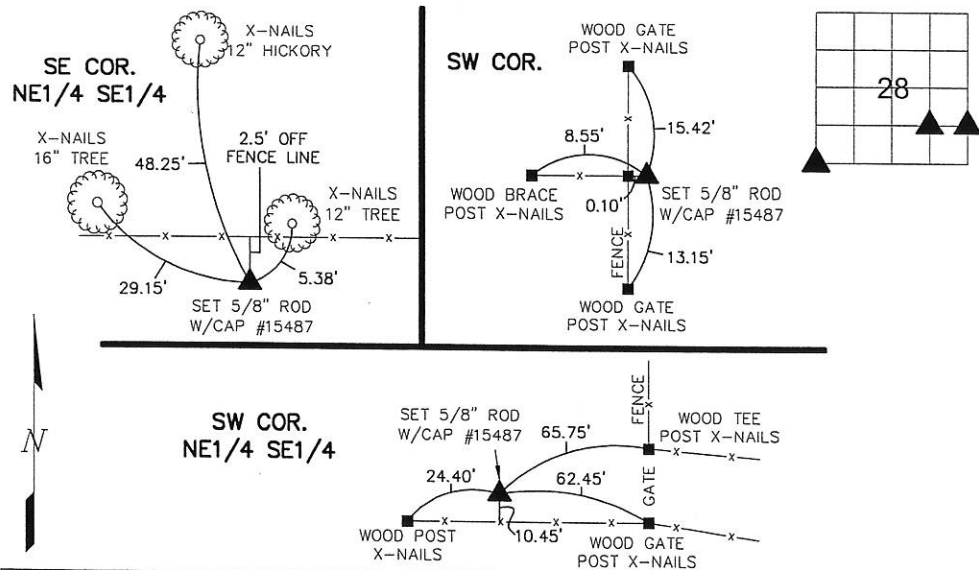 X-NAILS
12" HICKORY
SE COR.
NE1/4 SE1/4
X-NAILS
16" TREE
48.25'
2.5' OFF
FENCE LINE
X-NAILS
12" TREE
29.15'
5.38'
SET 5/8" ROD
W/CAP #15487
SW COR.
WOOD GATE
POST X-NAILS
8.55'
15.42'
WOOD BRACE
POST X-NAILS
0.10'
SET 5/8" ROD
W/CAP #15487
FENCE
13.15'
WOOD GATE
POST X-NAILS
28
N
SW COR.
NE1/4 SE1/4
SET 5/8" ROD
W/CAP #15487
FENCE
WOOD TEE
POST X-NAILS
65.75'
24.40'
62.45'
GATE
WOOD POST
X-NAILS
10.45'
WOOD GATE
POST X-NAILS